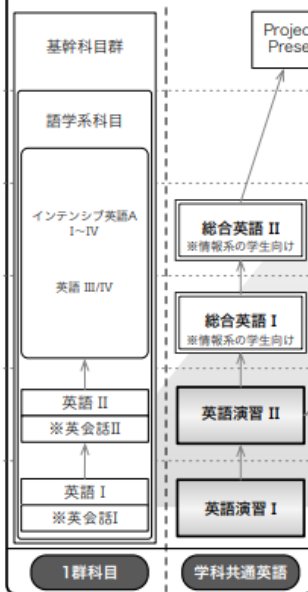 基幹科目群
語学系科目
インテンシブ英語A
I～IV
英語 III/IV
英語 II
※英会話II
英語 I
※英会話I
1群科目
Projec
Prese
総合英語 II
※情報系の学生向け
総合英語 I
※情報系の学生向け
英語演習 II
英語演習 I
学科共通英語